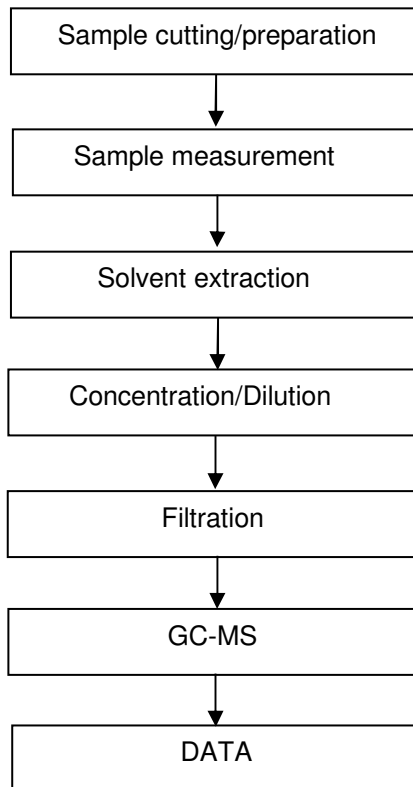 Sample cutting/preparation
Sample measurement
Solvent extraction
Concentration/Dilution
Filtration
GC-MS
DATA